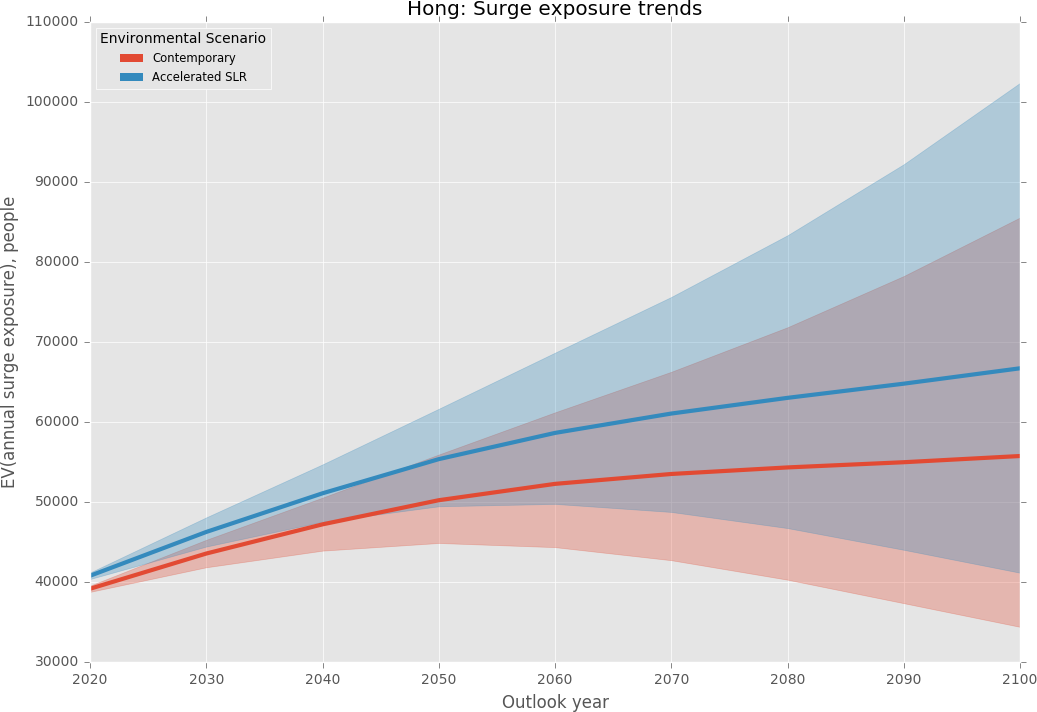 Hong: Surge exposure trends
110000
Environmental Scenario
Contemporary
Accelerated SLR
100000
90000
80000
70000
60000
50000
40000
30000
EV(annual surge exposure), people
2020 2030 2040 2050 2060 2070 2080 2090 2100
Outlook year